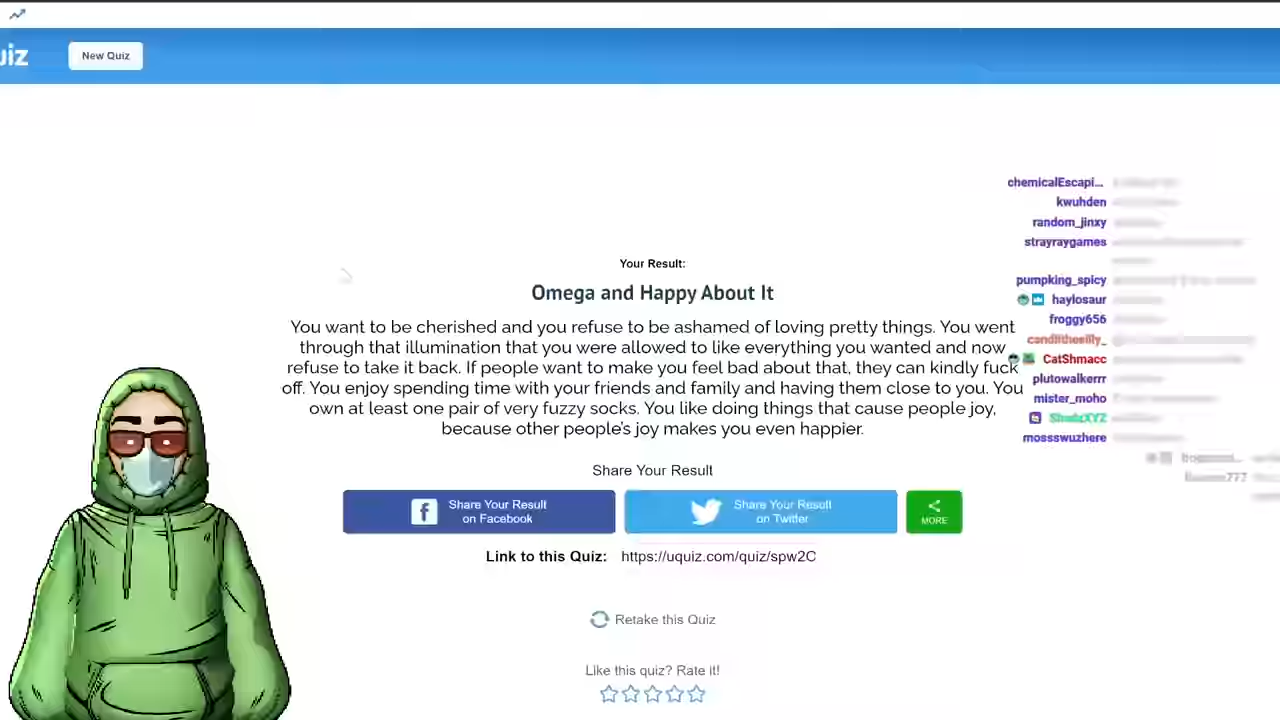 uiz
New Quiz
Your Result:
Omega and Happy About It
You want to be cherished and you refuse to be ashamed of loving pretty things. You went
through that illumination that you were allowed to like everything you wanted and now
refuse to take it back. If people want to make you feel bad about that, they can kindly fuck
off. You enjoy spending time with your friends and family and having them close to you. You
own at least one pair of very fuzzy socks. You like doing things that cause people joy,
because other people's joy makes you even happier.
Share Your Result
Share Your Result
on Facebook
Share Your Result
on Twitter
MORE
Link to this Quiz: https://uquiz.com/quiz/spw2C
Retake this Quiz
Like this quiz? Rate it!
chemicalEscapi...
kwuhden
random_jinxy
strayraygames
pumpking_spicy
haylosaur
froggy656
CatShmacc
plutowalkerrr
mister_moho
mossswuzhere